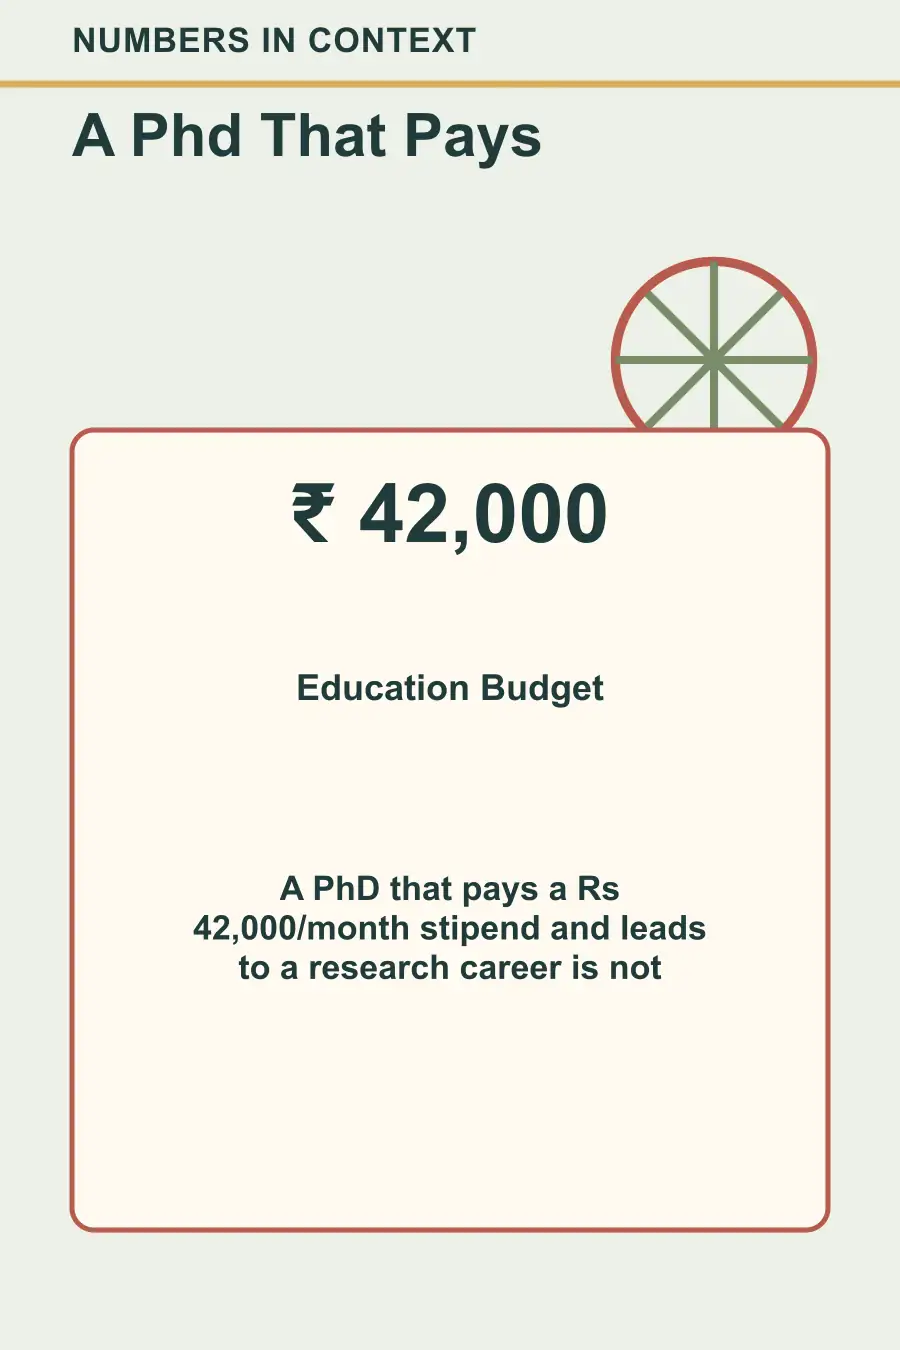 NUMBERS IN CONTEXT
A Phd That Pays
₹ 42,000
Education Budget
A PhD that pays a Rs
42,000/month stipend and leads
to a research career is not